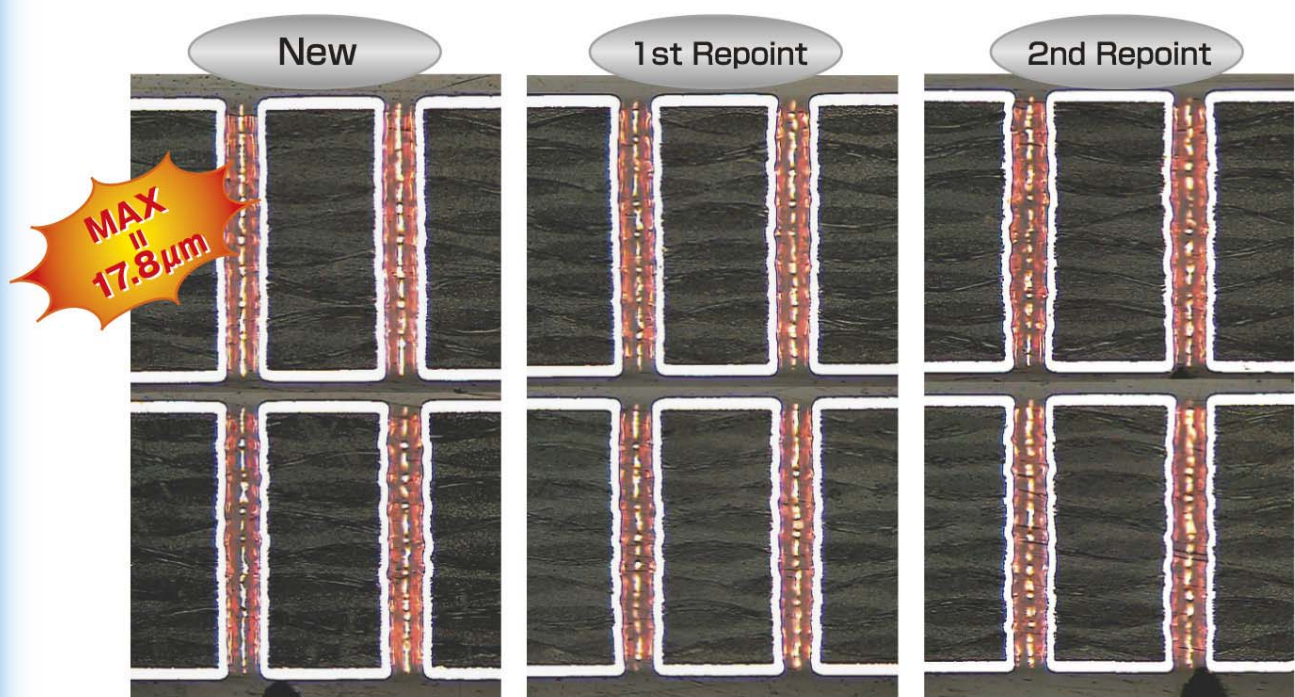 New
1st Repoint
2nd Repoint
MAX
=
17.8μm